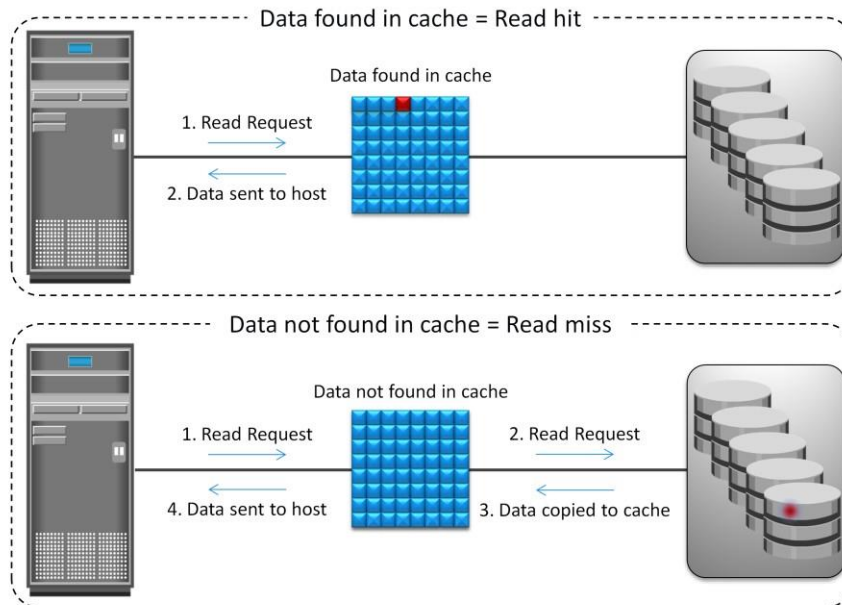 Data found in cache = Read hit
Data found in cache
1. Read Request
2. Data sent to host
Data not found in cache = Read miss
Data not found in cache
1. Read Request
2. Read Request
4. Data sent to host
3. Data copied to cache